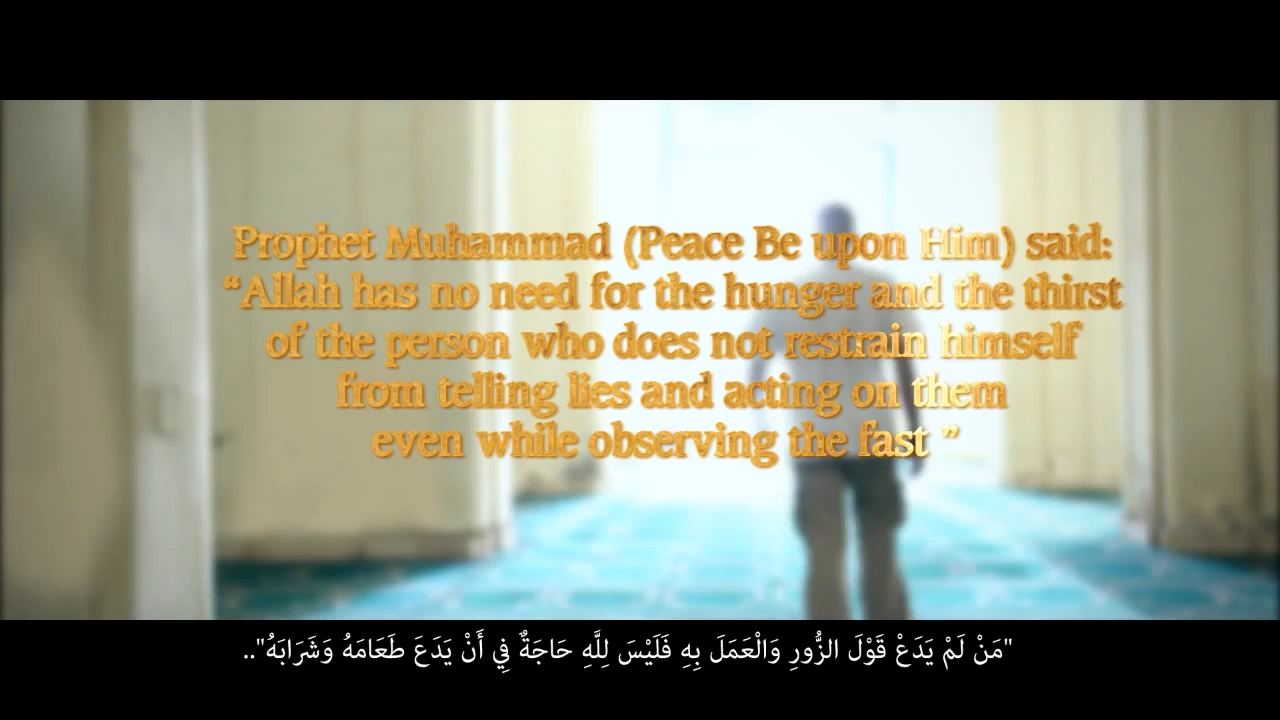 Prophet Muhammad (Peace Be upon Him) said:
“Allah has no need for the hunger and the thirst
of the person who does not restrain himself
from telling lies and acting on them
even while observing the fast ”
"مَنْ لَمْ يَدَعْ قَوْلَ الزُّورِ وَالْعَمَلَ بِهِ فَلَيْسَ لِلَّهِ حَاجَةٌ فِي أَنْ يَدَعَ طَعَامَهُ وَشَرَابَهُ"..